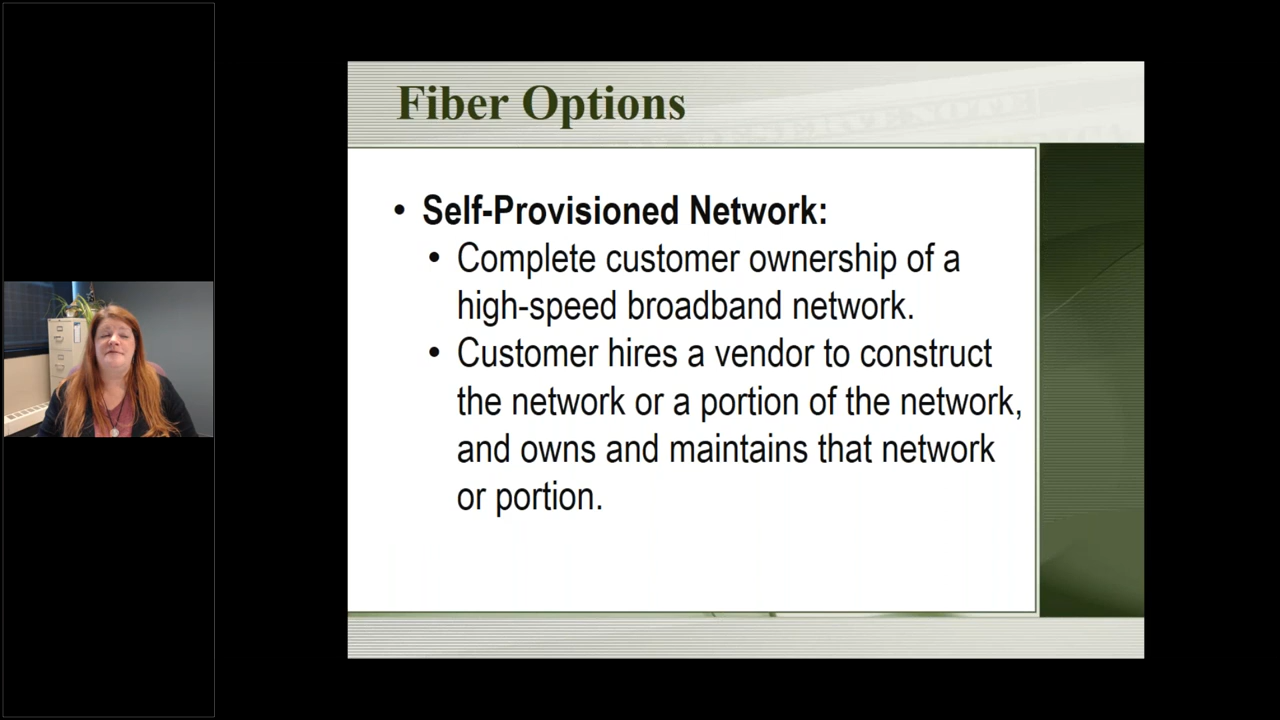 Fiber Options
• Self-Provisioned Network:
• Complete customer ownership of a
high-speed broadband network.
• Customer hires a vendor to construct
the network or a portion of the network,
and owns and maintains that network
or portion.